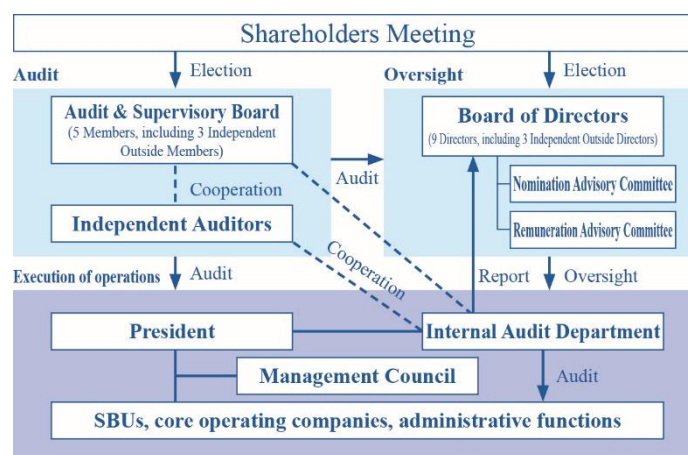 Shareholders Meeting
Audit
Election
Oversight
Election
Audit & Supervisory Board
(5 Members, including 3 Independent
Outside Members)
Board of Directors
(9 Directors, including 3 Independent Outside Directors)
Audit
Nomination Advisory Committee
Cooperation
Independent Auditors
Remuneration Advisory Committee
Cooperation
Execution of operations
Audit
Report
Oversight
President
Internal Audit Department
Management Council
Audit
SBUs, core operating companies, administrative functions